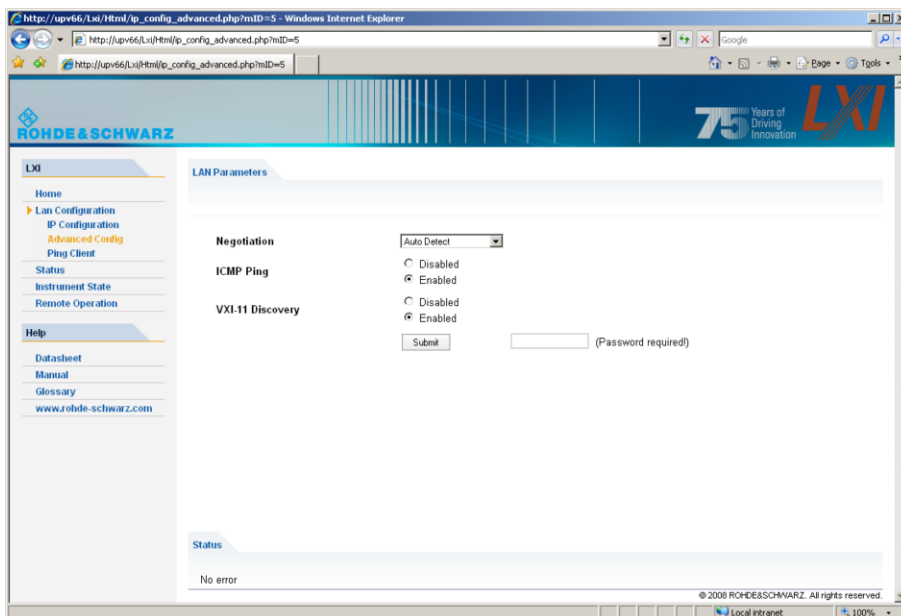 http://upv66/Lxi/Html/ip_config_advanced.php?mID=5 - Windows Internet Explorer
http://upv66/Lxi/Html/ip_config_advanced.php?mID=5
Google
http://upv66/Lxi/Html/ip_config_advanced.php?mID=5
Page
Tools
ROHDE&SCHWARZ
75 Years of
Driving
Innovation
LXI
LXI
Home
Lan Configuration
IP Configuration
Advanced Config
Ping Client
Status
Instrument State
Remote Operation
Help
Datasheet
Manual
Glossary
www.rohde-schwarz.com
LAN Parameters
Negotiation
Auto Detect
ICMP Ping
Disabled
Enabled
VXI-11 Discovery
Disabled
Enabled
Submit
(Password required!)
Status
No error
© 2008 ROHDE&SCHWARZ. All rights reserved.
Local intranet
100%